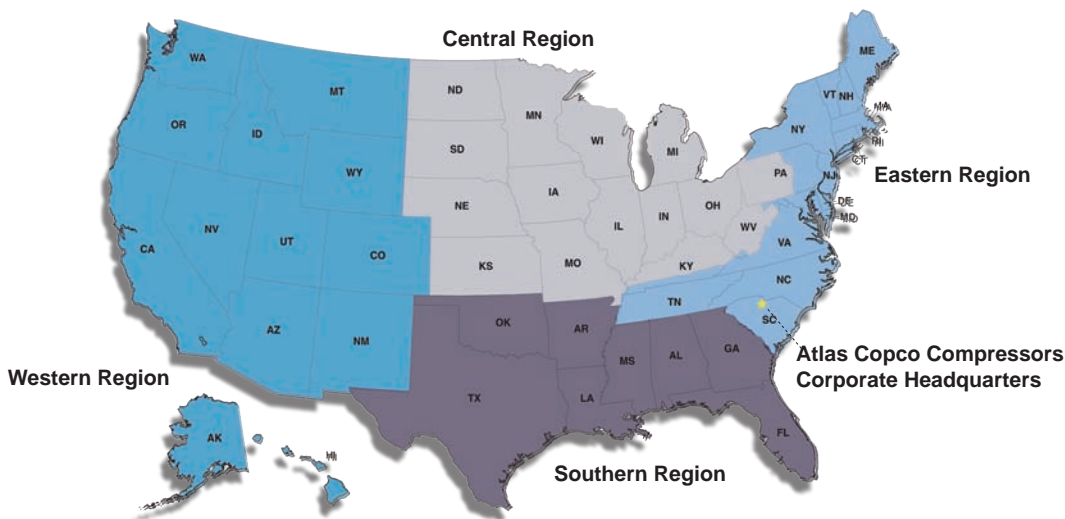 Central Region
ME
WA
MT
ND
MN
VT NH
MA
OR
ID
NY
WI
SD
MI
RI
CT
WY
PA
NJ
Eastern Region
IA
NE
OH
DE
IL
IN
MD
NV
WV
CA
UT
CO
VA
KS
MO
KY
NC
TN
OK
AR
SC
AZ
NM
GA
MS
AL
Atlas Copco Compressors
Corporate Headquarters
Western Region
TX
LA
FL
AK
HI
Southern Region